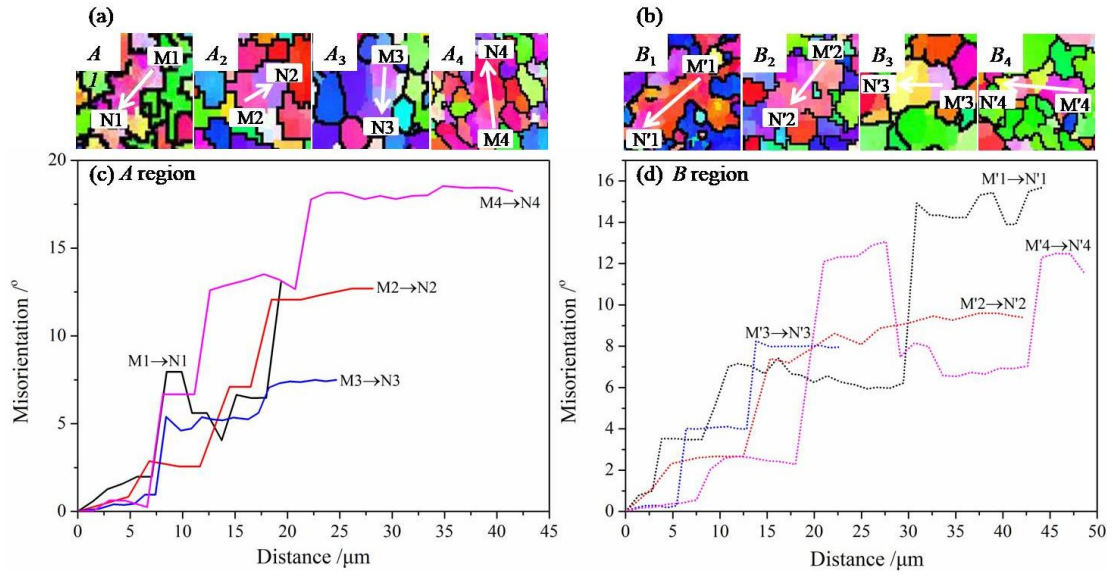 (a)
(b)
A1
M1
N1
A2
N2
M2
A3
M3
N3
A4
N4
M4
B1
M'1
N'1
B2
M'2
N'2
B3
N'3
M'3
B4
N'4
M'4
(c) A region
20
15
10
5
0
Misorientation /°
M4→N4
M2→N2
M1→N1
M3→N3
0 5 10 15 20 25 30 35 40 45
Distance /μm
(d) B region
16
14
12
10
8
6
4
2
0
Misorientation /°
M'1→N'1
M'4→N'4
M'2→N'2
M'3→N'3
0 5 10 15 20 25 30 35 40 45 50
Distance /μm